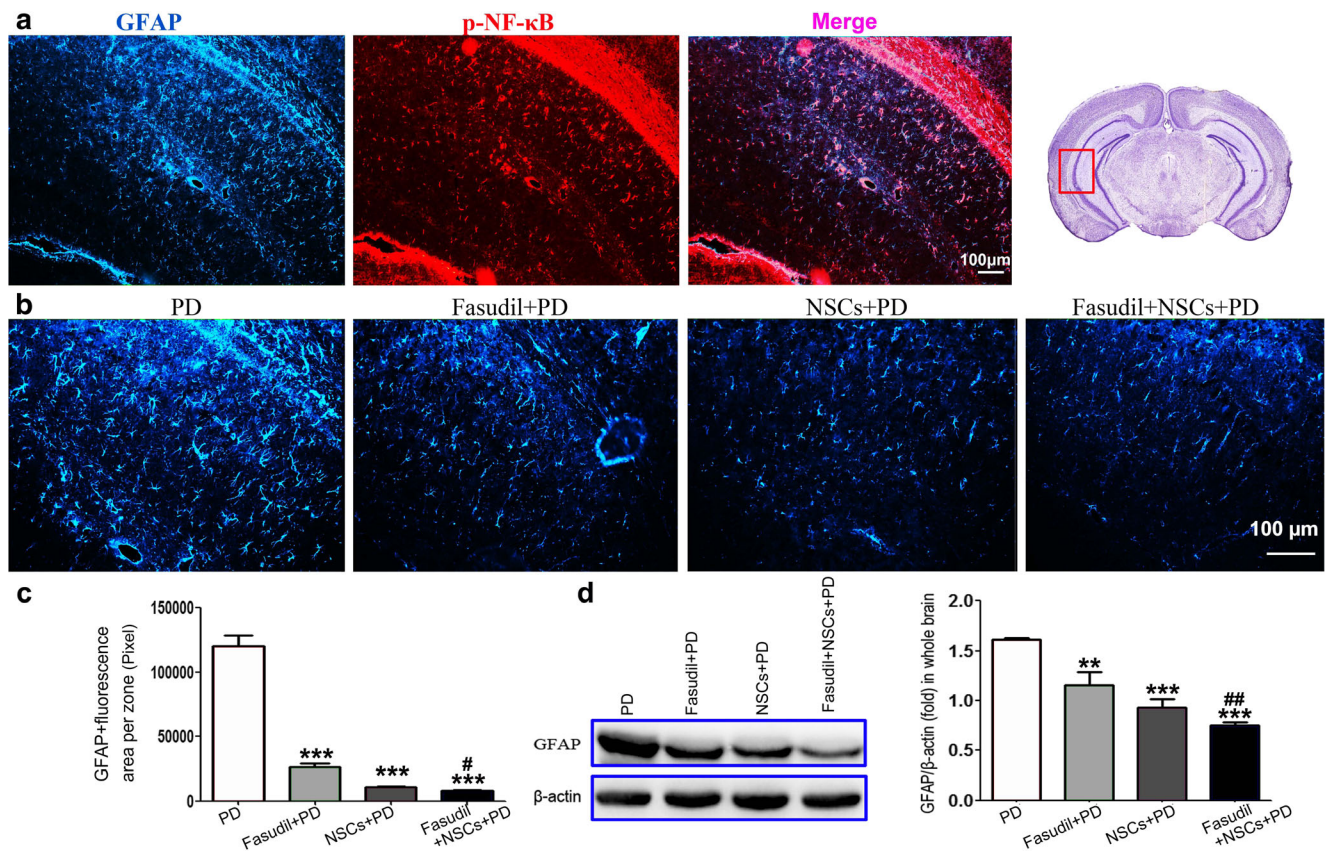 a
GFAP
p-NF-κB
Merge
100μm
b
PD
Fasudil+PD
NSCs+PD
Fasudil+NSCs+PD
100 μm
c
GFAP+fluorescence
area per zone (Pixel)
150000
100000
50000
0
***
***
#
***
PD
Fasudil+PD
NSCs+PD
Fasudil
+NSCs+PD
d
PD
Fasudil+PD
NSCs+PD
Fasudil+NSCs+PD
GFAP
β-actin
GFAP/β-actin (fold) in whole brain
2.0
1.5
1.0
0.5
0.0
**
***
##
***
PD
Fasudil+PD
NSCs+PD
Fasudil
+NSCs+PD